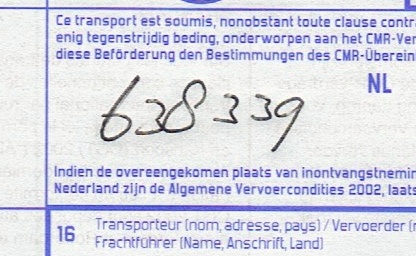 Ce transport est soumis, nonobstant toute clause contr
enig tegenstrijdig beding, onderworpen aan het CMR-Ver
diese Beförderung den Bestimmungen des CMR-Überein
NL
638339
Indien de overeengekomen plaats van inontvangstnemin
Nederland zijn de Algemene Vervoercondities 2002, laats
16 Transporteur (nom, adresse, pays) / Vervoerder (n
Frachtführer (Name, Anschrift, Land)